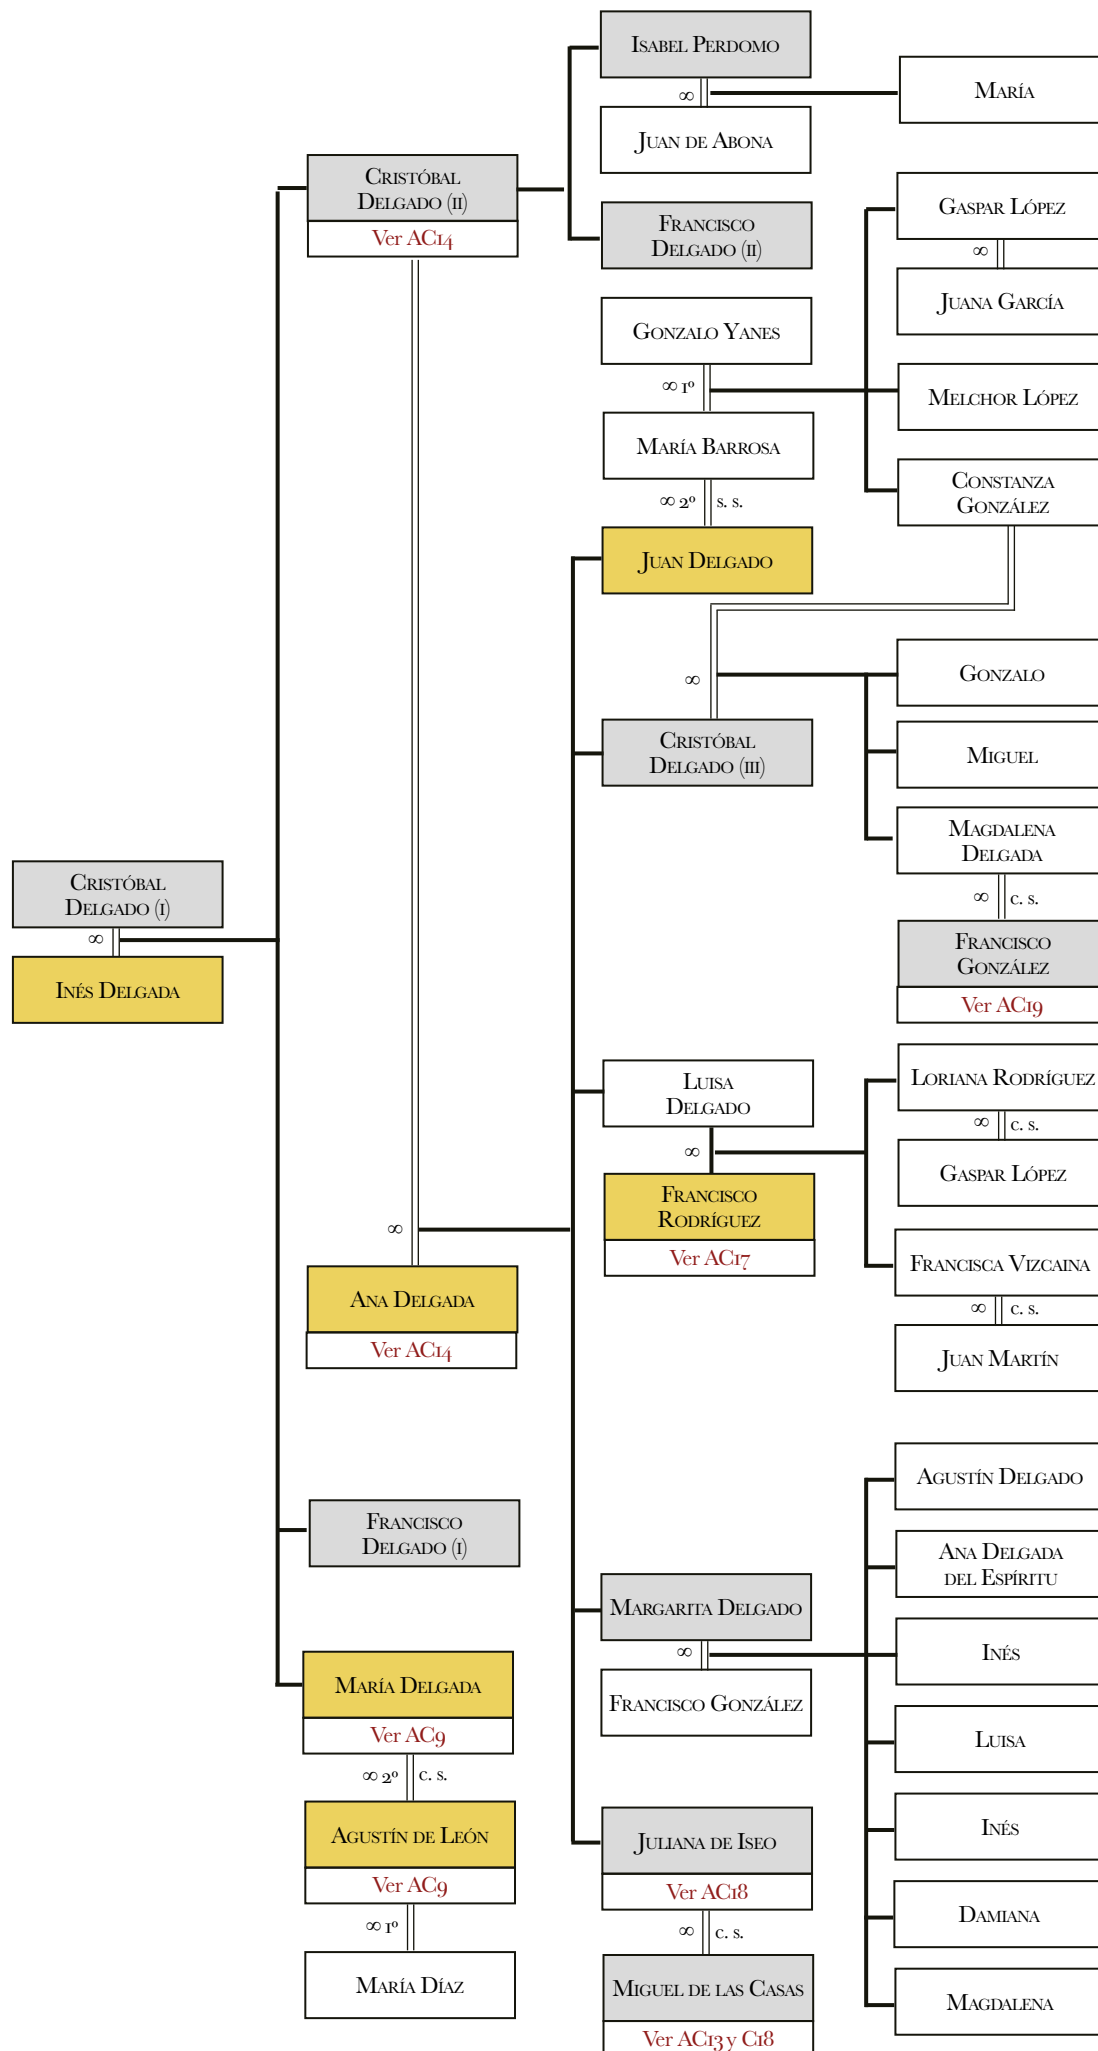 Isabel Perdomo
∞
Juan de Abona
María
Cristóbal
Delgado (II)
Ver AC14
Francisco
Delgado (II)
Gaspar López
∞
Juana García
Gonzalo Yanes
∞ 1º
María Barrosa
∞ 2º s. s.
Juan Delgado
Melchor López
Constanza
González
∞
Cristóbal
Delgado (III)
Gonzalo
Miguel
Magdalena
Delgada
∞ c. s.
Francisco
González
Ver AC19
Cristóbal
Delgado (I)
∞
Inés Delgada
Luisa
Delgado
∞
Francisco
Rodríguez
Ver AC17
Loriana Rodríguez
∞ c. s.
Gaspar López
Francisca Vizcaina
∞ c. s.
Juan Martín
∞
Ana Delgada
Ver AC14
Francisco
Delgado (I)
Margarita Delgado
∞
Francisco González
Agustín Delgado
Ana Delgada
del Espíritu
Inés
Luisa
Inés
Damiana
Magdalena
María Delgada
Ver AC9
∞ 2º c. s.
Agustín de León
Ver AC9
∞ 1º
María Díaz
Juliana de Iseo
Ver AC18
∞ c. s.
Miguel de las Casas
Ver AC13 y C18